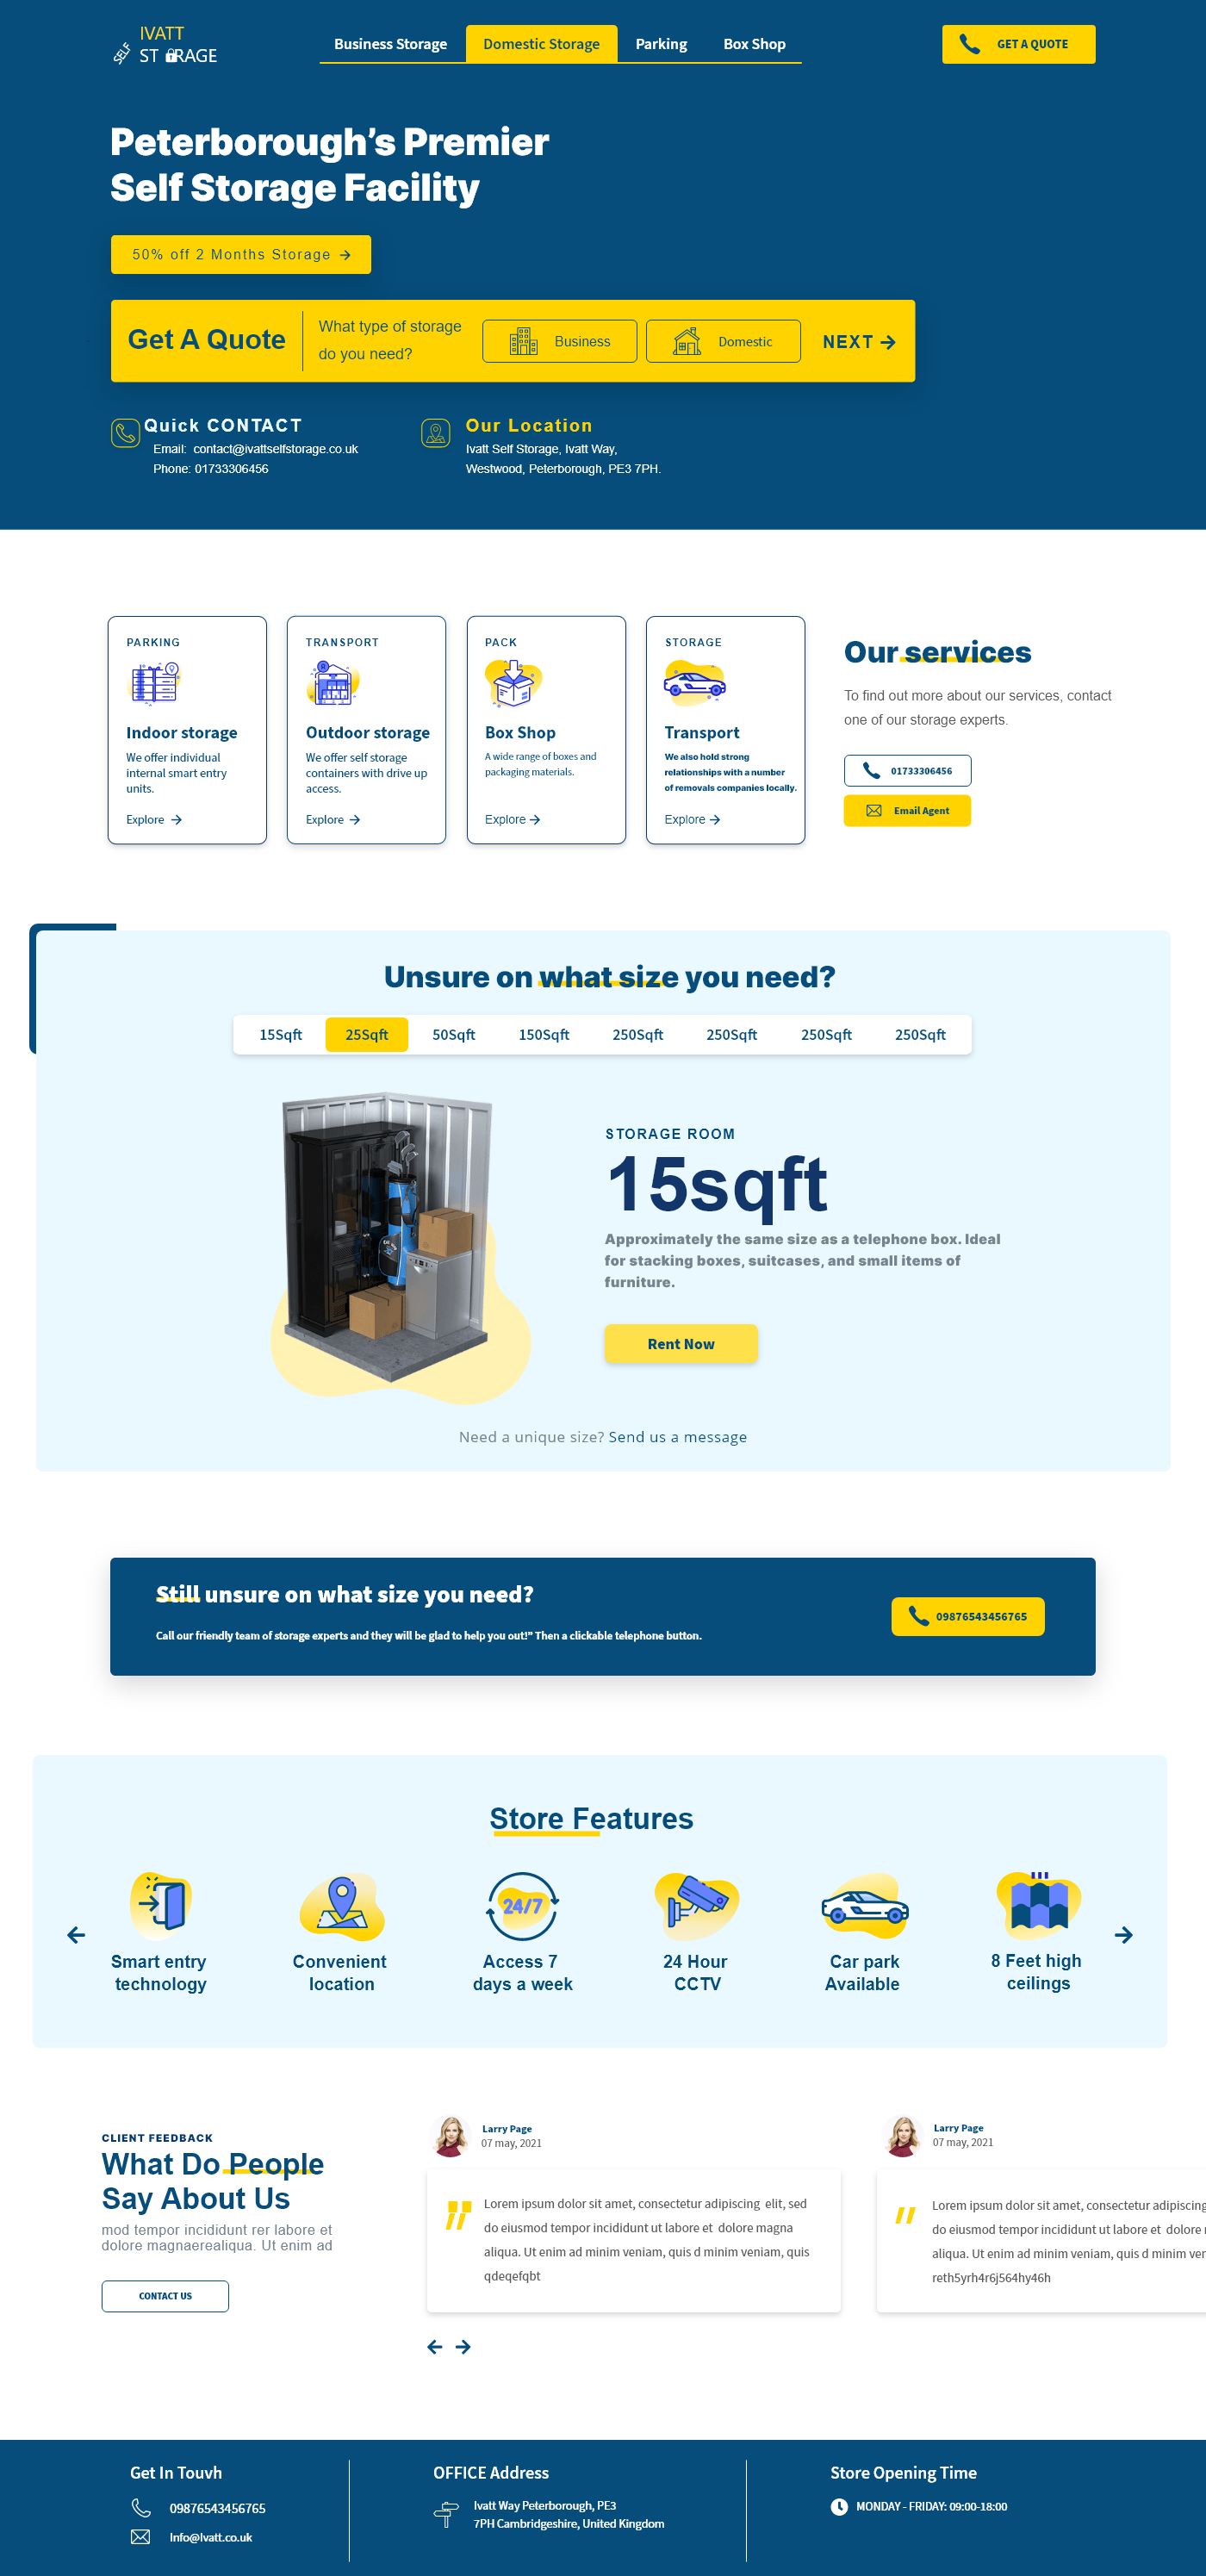 IVATT
SELF ST RAGE
Business Storage
Domestic Storage
Parking
Box Shop
GET A QUOTE
Peterborough’s Premier
Self Storage Facility
50% off 2 Months Storage
Get A Quote
What type of storage
do you need?
Business
Domestic
NEXT
Quick CONTACT
Email: contact@ivattselfstorage.co.uk
Phone: 01733306456
Our Location
Ivatt Self Storage, Ivatt Way,
Westwood, Peterborough, PE3 7PH.
PARKING
Indoor storage
We offer individual
internal smart entry
units.
Explore
TRANSPORT
Outdoor storage
We offer self storage
containers with drive up
access.
Explore
PACK
Box Shop
A wide range of boxes and
packaging materials.
Explore
STORAGE
Transport
We also hold strong
relationships with a number
of removals companies locally.
Explore
Our services
To find out more about our services, contact
one of our storage experts.
01733306456
Email Agent
Unsure on what size you need?
15Sqft
25Sqft
50Sqft
150Sqft
250Sqft
250Sqft
250Sqft
250Sqft
STORAGE ROOM
15sqft
Approximately the same size as a telephone box. Ideal
for stacking boxes, suitcases, and small items of
furniture.
Rent Now
Need a unique size? Send us a message
Still unsure on what size you need?
Call our friendly team of storage experts and they will be glad to help you out!" Then a clickable telephone button.
09876543456765
Store Features
Smart entry
technology
Convenient
location
24/7
Access 7
days a week
24 Hour
CCTV
Car park
Available
8 Feet high
ceilings
CLIENT FEEDBACK
What Do People
Say About Us
mod tempor incididunt rer labore et
dolore magnaerealiqua. Ut enim ad
CONTACT US
Larry Page
07 may, 2021
Lorem ipsum dolor sit amet, consectetur adipiscing elit, sed
do eiusmod tempor incididunt ut labore et dolore magna
aliqua. Ut enim ad minim veniam, quis d minim veniam, quis
qdeqefqbt
Larry Page
07 may, 2021
Lorem ipsum dolor sit amet, consectetur adipiscing
do eiusmod tempor incididunt ut labore et dolore
aliqua. Ut enim ad minim veniam, quis d minim ver
reth5yrh4r6j564hy46h
Get In Touvh
09876543456765
Info@Ivatt.co.uk
OFFICE Address
Ivatt Way Peterborough, PE3
7PH Cambridgeshire, United Kingdom
Store Opening Time
MONDAY - FRIDAY: 09:00-18:00